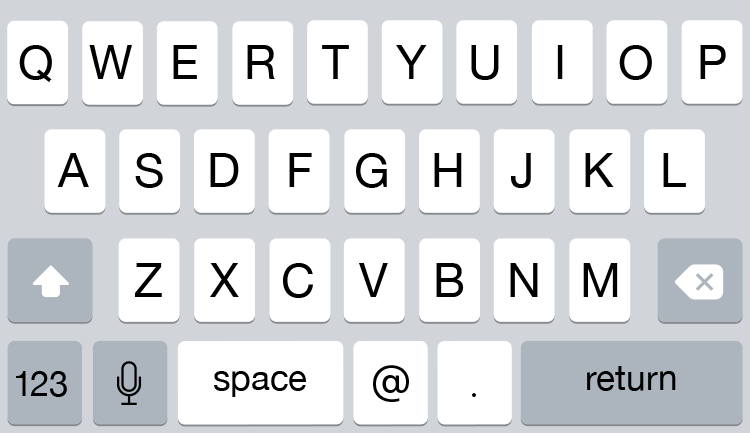 Q W E R T Y U I O P
A S D F G H J K L
Z X C V B N M
123 space @ . return